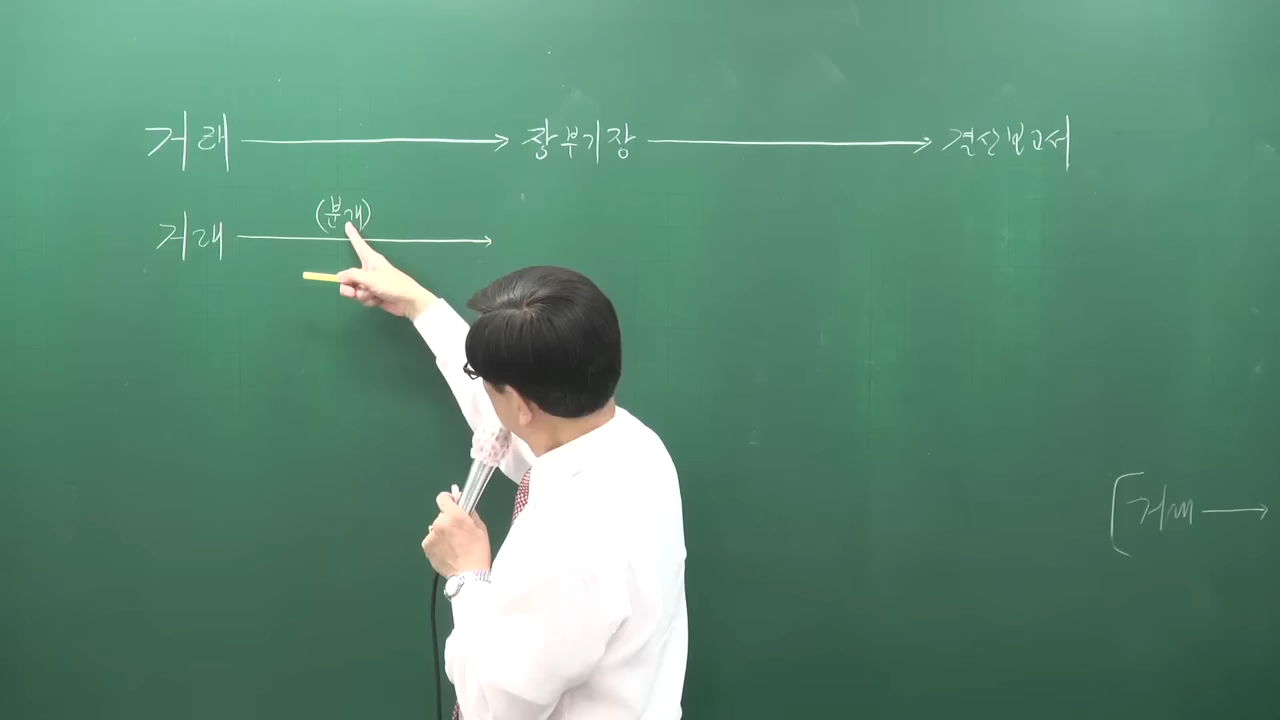 거래 → 장부기장 → 결산보고서
거래 (분개) →
[거래 →